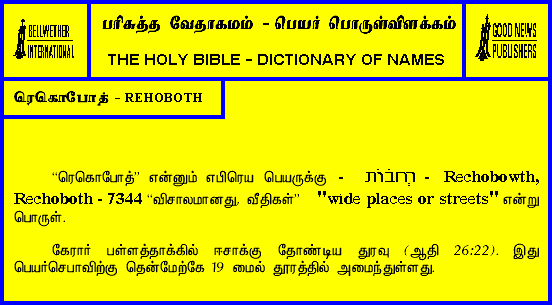 BELLWETHER
INTERNATIONAL
பரிசுத்த வேதாகமம் - பெயர் பொருள்விளக்கம்
THE HOLY BIBLE - DICTIONARY OF NAMES
GOOD NEWS
PUBLISHERS
ரெகொபோத் - REHOBOTH
“ரெகொபோத்” என்னும் எபிரெய பெயருக்கு - רְחֹבוֹת - Rechobowth,
Rechoboth - 7344 “விசாலமானது, வீதிகள்” "wide places or streets" என்று
பொருள்.
கேரார் பள்ளத்தாக்கில் ஈசாக்கு தோண்டிய துரவு (ஆதி 26:22). இது
பெயர்செபாவிற்கு தென்மேற்கே 19 மைல் தூரத்தில் அமைந்துள்ளது.